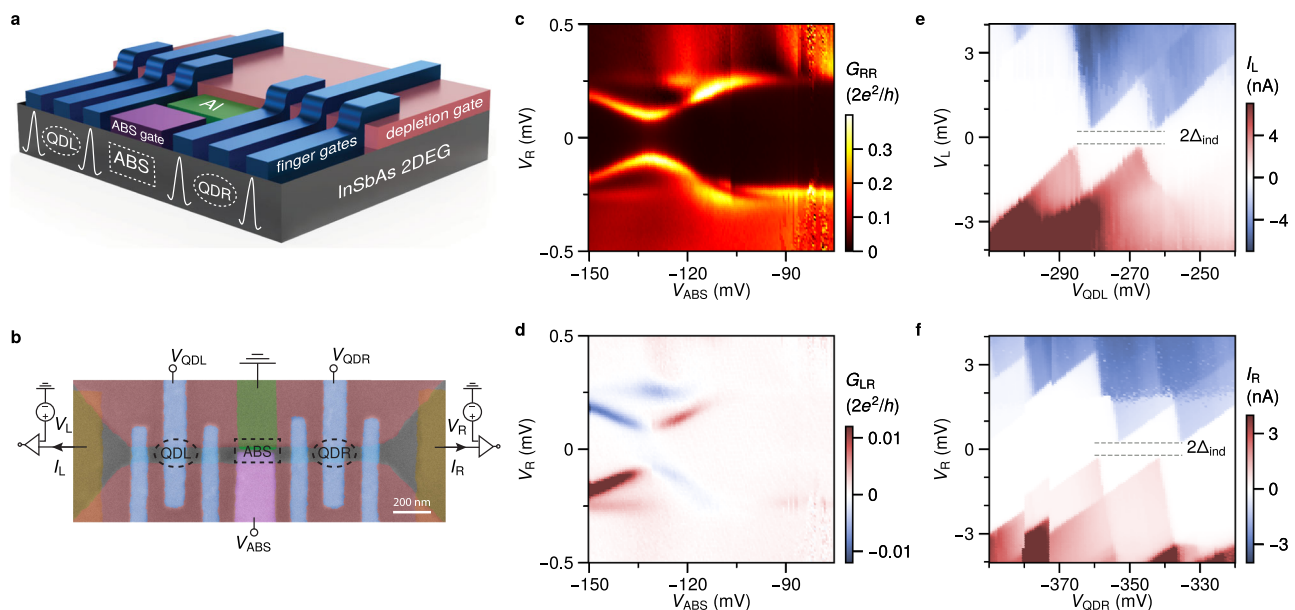 a
Al
ABS gate
finger gates
depletion gate
QDL
ABS
QDR
InSbAs 2DEG
b
V_QDL
V_QDR
V_L
V_R
I_L
I_R
QDL
ABS
QDR
200 nm
V_ABS
c
0.5
0
−0.5
V_R (mV)
−150
−120
−90
V_ABS (mV)
G_RR
(2e²/h)
0.3
0.2
0.1
0
d
0.5
0
−0.5
V_R (mV)
−150
−120
−90
V_ABS (mV)
G_LR
(2e²/h)
0.01
0
−0.01
e
3
0
−3
V_L (mV)
2Δ_ind
−290
−270
−250
V_QDL (mV)
I_L
(nA)
4
0
−4
f
3
0
−3
V_R (mV)
2Δ_ind
−370
−350
−330
V_QDR (mV)
I_R
(nA)
3
0
−3